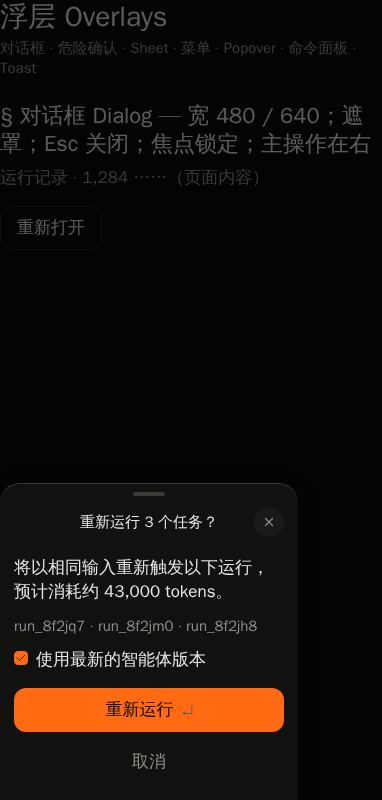 浮层 Overlays
对话框 · 危险确认 · Sheet · 菜单 · Popover · 命令面板 ·
Toast
§ 对话框 Dialog — 宽 480 / 640；遮
罩；Esc 关闭；焦点锁定；主操作在右
运行记录 · 1,284 ⋯⋯（页面内容）
重新打开
重新运行 3 个任务？
将以相同输入重新触发以下运行，
预计消耗约 43,000 tokens。
run_8f2jq7 · run_8f2jm0 · run_8f2jh8
使用最新的智能体版本
重新运行 ↵
取消